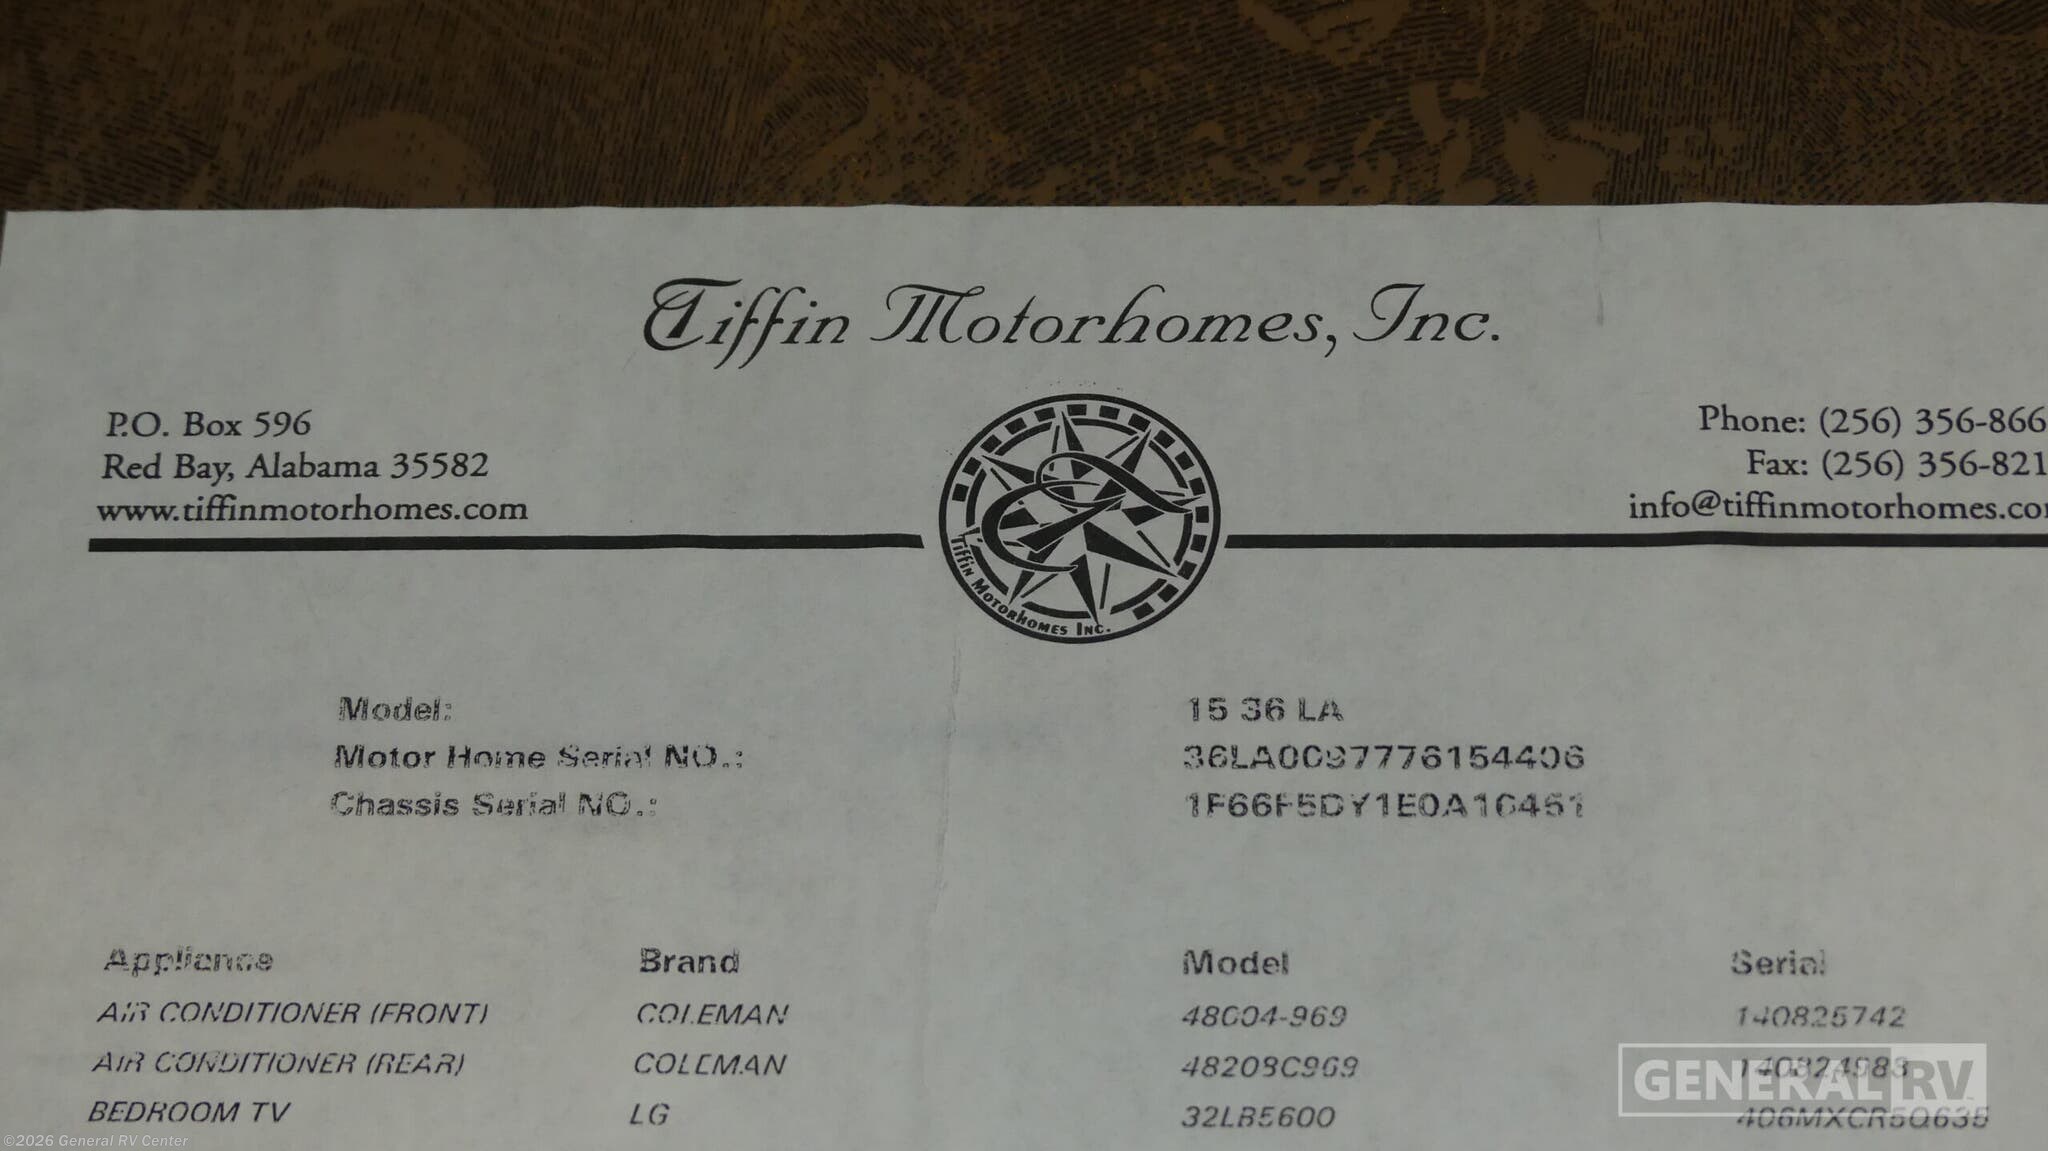 Tiffin Motorhomes, Inc.
P.O. Box 596
Red Bay, Alabama 35582
www.tiffinmotorhomes.com
Phone: (256) 356-866
Fax: (256) 356-821
info@tiffinmotorhomes.co
Tiffin Motorhomes Inc.
Model: 15 36 LA
Motor Home Serial NO.: 36LA0097776154406
Chassis Serial NO.: 1F66F5DY1E0A10461
Appliance Brand Model Serial
AIR CONDITIONER (FRONT) COLEMAN 48004-969 140825742
AIR CONDITIONER (REAR) COLEMAN 48208C969
BEDROOM TV LG 32LB5600 406MXCR5Q635
GENERAL RV
©2026 General RV Center